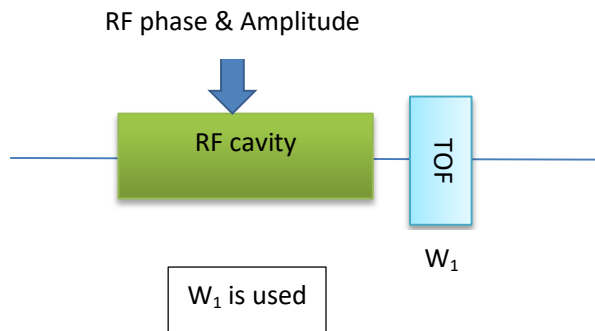 RF phase & Amplitude
RF cavity
TOF
W₁
W₁ is used